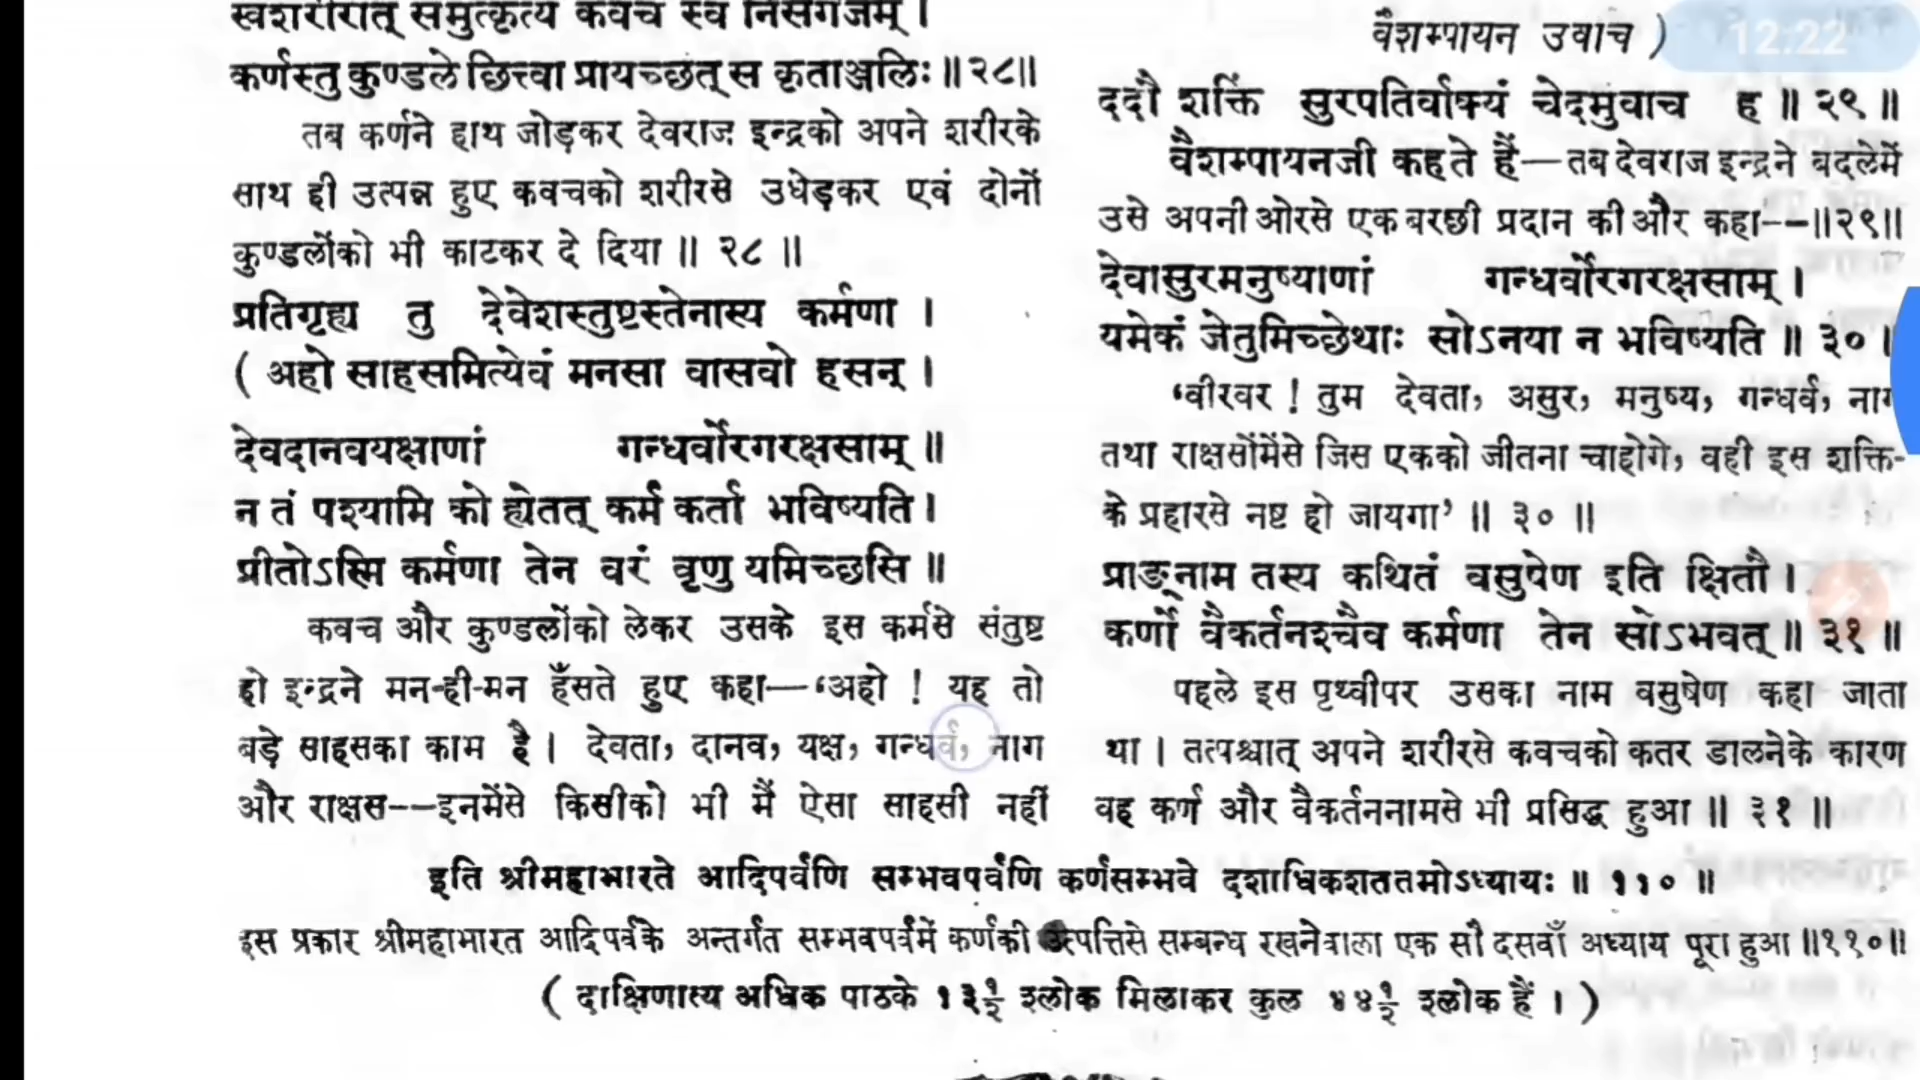 स्वशरीरात् समुत्कृत्य कवचं स्वं निसर्गजम् ।
कर्णस्तु कुण्डले छित्त्वा प्रायच्छत् स कृताञ्जलिः ॥ २८ ॥
तब कर्णने हाथ जोड़कर देवराज इन्द्रको अपने शरीरके
साथ ही उत्पन्न हुए कवचको शरीरसे उधेड़कर एवं दोनों
कुण्डलोंको भी काटकर दे दिया ॥ २८ ॥
प्रतिगृह्य तु देवेशस्तुष्टस्तेनास्य कर्मणा ।
( अहो साहसमित्येवं मनसा वासवो हसन् ।
देवदानवयक्षाणां गन्धर्वोरगरक्षसाम् ॥
न तं पश्यामि को ह्येतत् कर्म कर्ता भविष्यति ।
प्रीतोऽस्मि कर्मणा तेन वरं वृणु यमिच्छसि ॥
कवच और कुण्डलोंको लेकर उसके इस कर्मसे संतुष्ट
हो इन्द्रने मन-ही-मन हँसते हुए कहा—‘अहो ! यह तो
बड़े साहसका काम है । देवता, दानव, यक्ष, गन्धर्व, नाग
और राक्षस--इनमेंसे किसीको भी मैं ऐसा साहसी नहीं
वैशम्पायन उवाच )
12:22
ददौ शक्तिं सुरपतिर्वाक्यं चेदमुवाच ह ॥ २९ ॥
वैशम्पायनजी कहते हैं—तब देवराज इन्द्रने बदलेमें
उसे अपनी ओरसे एक बरछी प्रदान की और कहा--॥२९॥
देवासुरमनुष्याणां गन्धर्वोरगरक्षसाम् ।
यमेकं जेतुमिच्छेथाः सोऽनया न भविष्यति ॥ ३० ॥
‘वीरवर ! तुम देवता, असुर, मनुष्य, गन्धर्व, नाग
तथा राक्षसोंमेंसे जिस एकको जीतना चाहोगे, वही इस शक्ति-
के प्रहारसे नष्ट हो जायगा’ ॥ ३० ॥
प्राङ्नाम तस्य कथितं वसुषेण इति क्षितौ ।
कर्णो वैकर्तनश्चैव कर्मणा तेन सोऽभवत् ॥ ३१ ॥
पहले इस पृथ्वीपर उसका नाम वसुषेण कहा जाता
था । तत्पश्चात् अपने शरीरसे कवचको कतर डालनेके कारण
वह कर्ण और वैकर्तननामसे भी प्रसिद्ध हुआ ॥ ३१ ॥
इति श्रीमहाभारते आदिपर्वणि सम्भवपर्वणि कर्णसम्भवे दशाधिकशततमोऽध्यायः ॥ ११० ॥
इस प्रकार श्रीमहाभारत आदिपर्वके अन्तर्गत सम्भवपर्वमें कर्णकी उत्पत्तिसे सम्बन्ध रखनेवाला एक सौ दसवाँ अध्याय पूरा हुआ ॥११०॥
( दाक्षिणात्य अधिक पाठके १३ १/२ श्लोक मिलाकर कुल ४४ १/२ श्लोक हैं । )